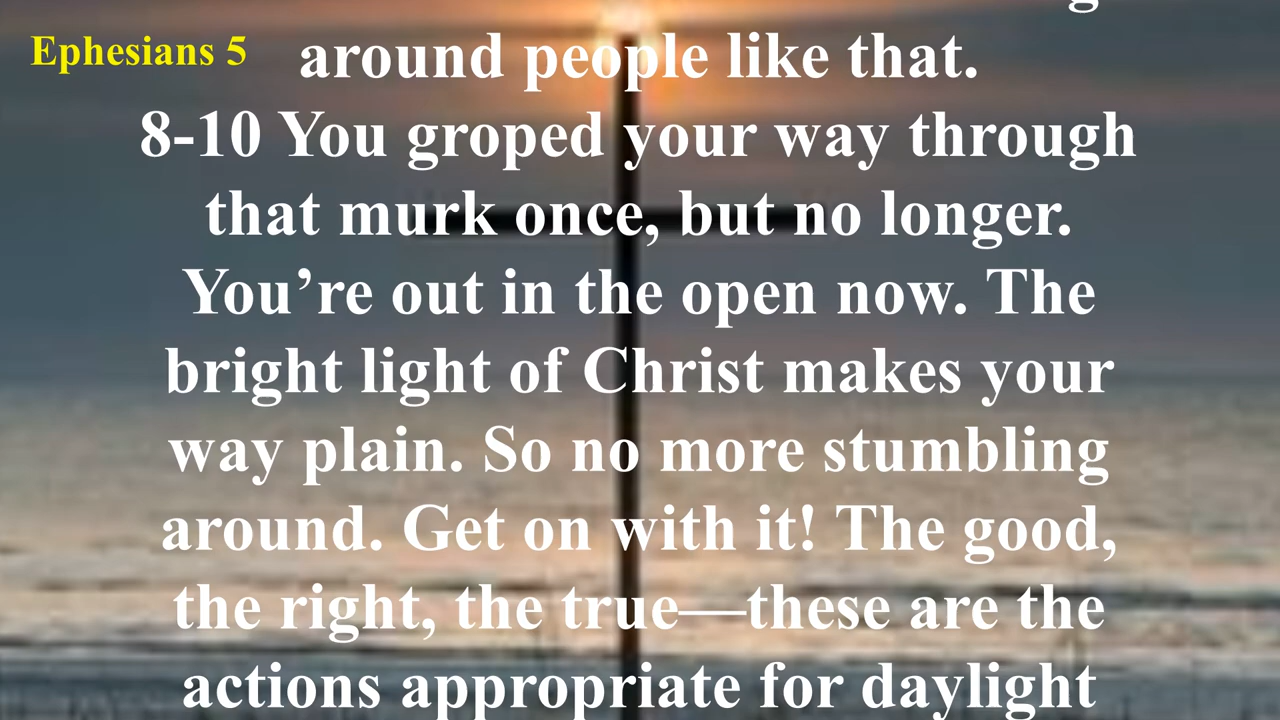 Ephesians 5
around people like that.
8-10 You groped your way through
that murk once, but no longer.
You’re out in the open now. The
bright light of Christ makes your
way plain. So no more stumbling
around. Get on with it! The good,
the right, the true—these are the
actions appropriate for daylight